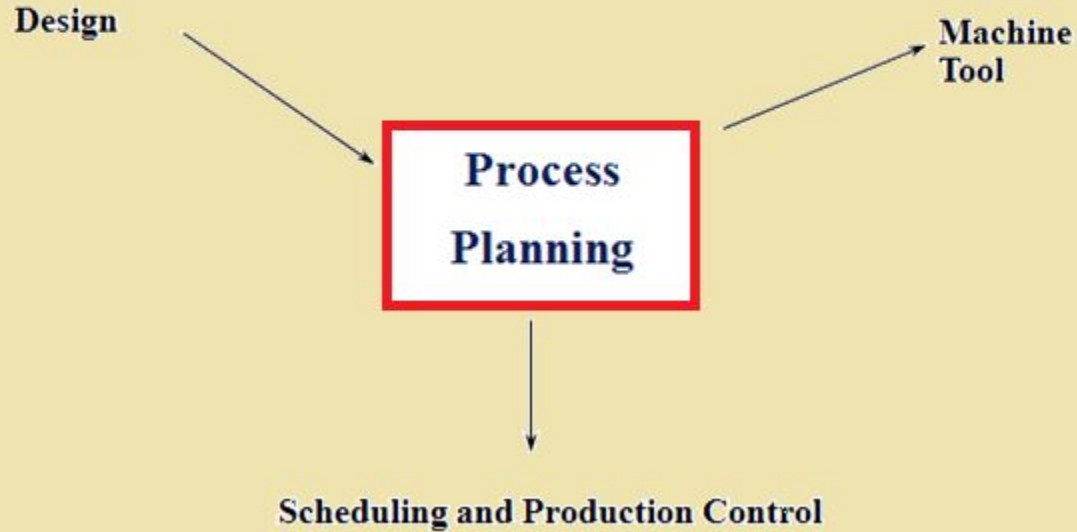 Design
Machine
Tool
Process
Planning
Scheduling and Production Control